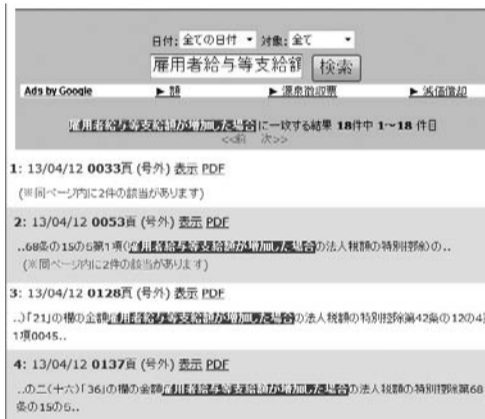 日付: 全ての日付 対象: 全て
雇用者給与等支給額 検索
Ads by Google ▶ 額 ▶ 源泉徴収票 ▶ 減価償却
雇用者給与等支給額が増加した場合に一致する結果 18件中 1～18 件目
<<前 次>>
1: 13/04/12 0033頁 (号外) 表示 PDF
(※同ページ内に2件の該当があります)
2: 13/04/12 0053頁 (号外) 表示 PDF
..68条の15の5第1項(雇用者給与等支給額が増加した場合の法人税額の特別控除)の..
(※同ページ内に2件の該当があります)
3: 13/04/12 0128頁 (号外) 表示 PDF
..)「21」の欄の金額雇用者給与等支給額が増加した場合の法人税額の特別控除第42条の12の4第
1項0045..
4: 13/04/12 0137頁 (号外) 表示 PDF
..の二(十六)「36」の欄の金額雇用者給与等支給額が増加した場合の法人税額の特別控除第68
条の15の5..